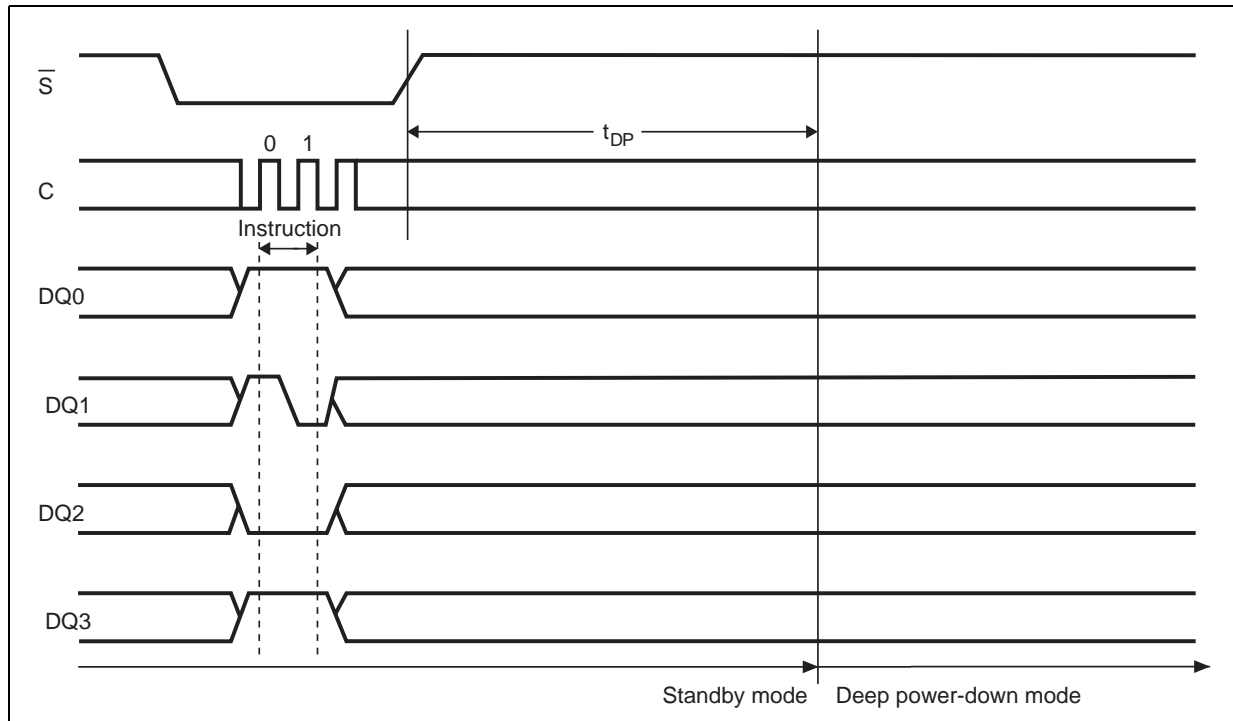 S̅
t_DP
0 1
C
Instruction
DQ0
DQ1
DQ2
DQ3
Standby mode Deep power-down mode